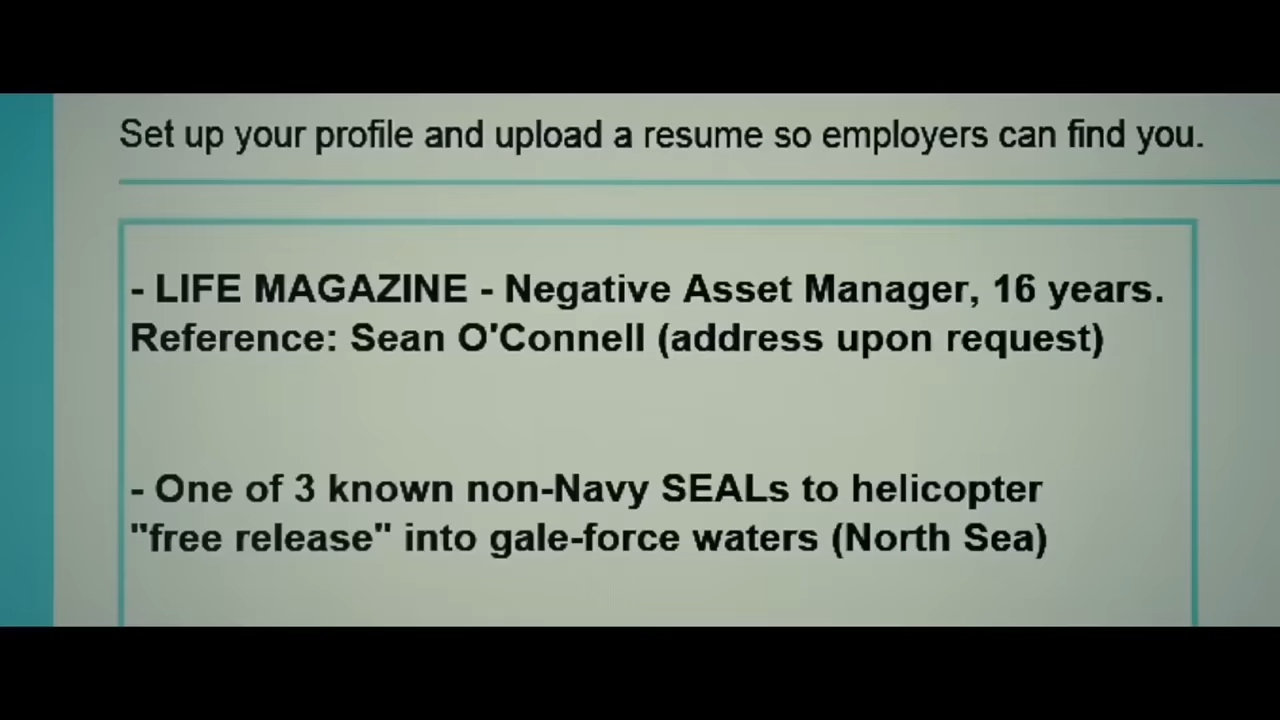 Set up your profile and upload a resume so employers can find you.
- LIFE MAGAZINE - Negative Asset Manager, 16 years.
Reference: Sean O'Connell (address upon request)
- One of 3 known non-Navy SEALs to helicopter
"free release" into gale-force waters (North Sea)